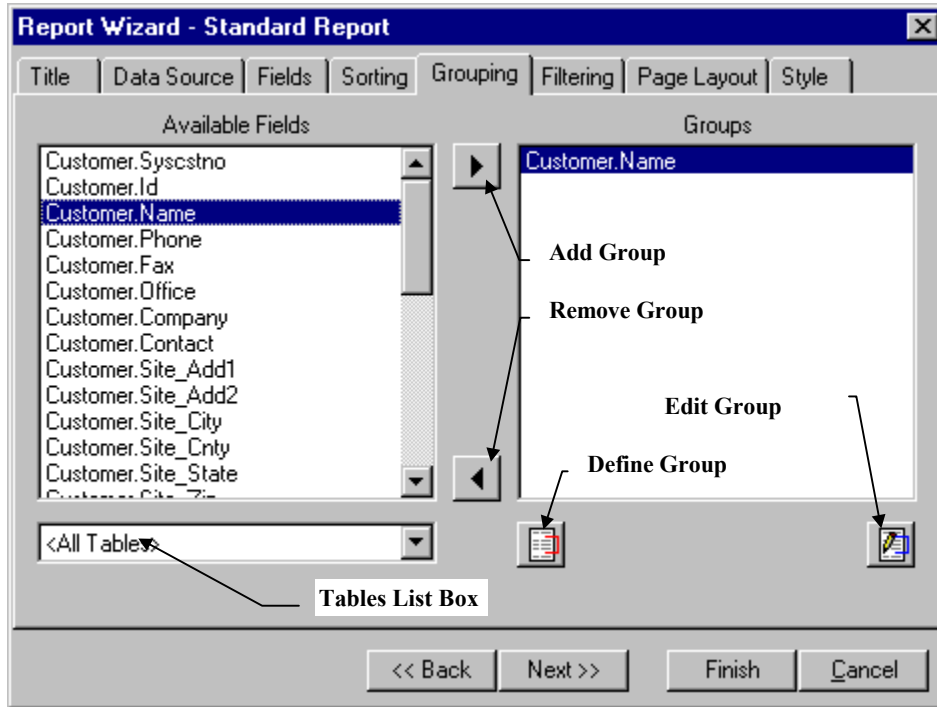 Report Wizard - Standard Report
Title
Data Source
Fields
Sorting
Grouping
Filtering
Page Layout
Style
Available Fields
Customer.Syscstno
Customer.Id
Customer.Name
Customer.Phone
Customer.Fax
Customer.Office
Customer.Company
Customer.Contact
Customer.Site_Add1
Customer.Site_Add2
Customer.Site_City
Customer.Site_Cnty
Customer.Site_State
Customer.Site_Zip
<All Tables>
Groups
Customer.Name
Add Group
Remove Group
Edit Group
Define Group
Tables List Box
<< Back
Next >>
Finish
Cancel